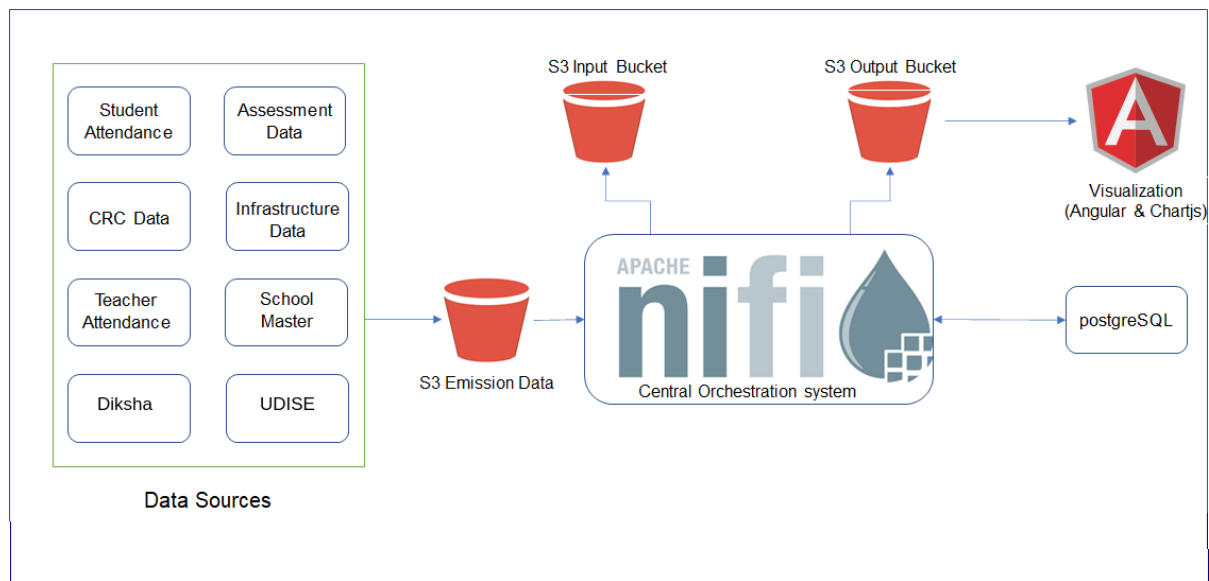 S3 Input Bucket
S3 Output Bucket
Student
Attendance
Assessment
Data
CRC Data
Infrastructure
Data
Teacher
Attendance
School
Master
Diksha
UDISE
Data Sources
S3 Emission Data
APACHE
nifi
Central Orchestration system
A
Visualization
(Angular & Chartjs)
postgreSQL